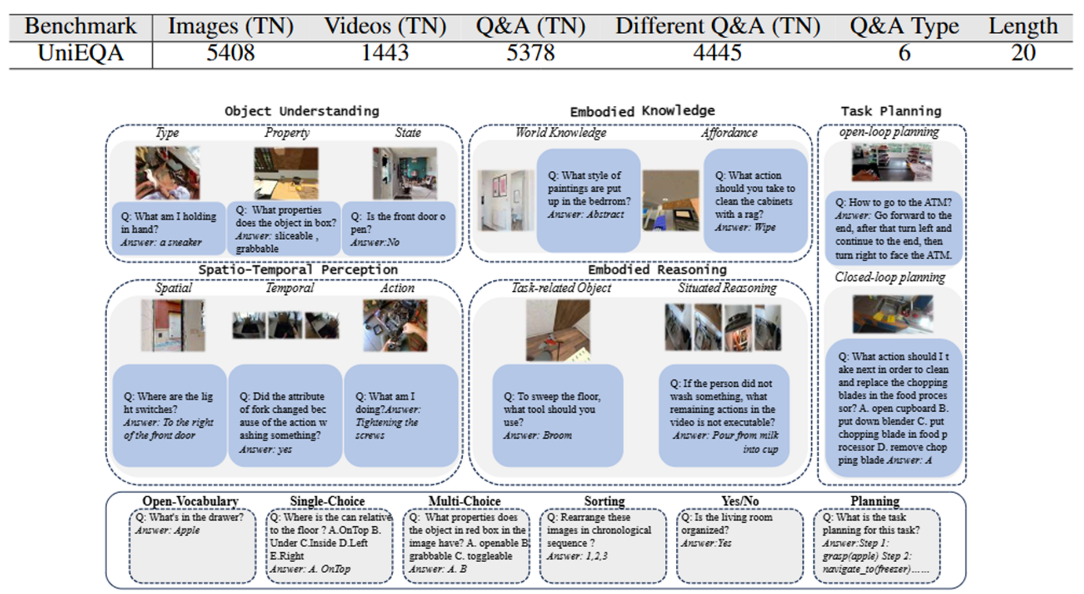 Benchmark Images (TN) Videos (TN) Q&A (TN) Different Q&A (TN) Q&A Type Length
UniEQA 5408 1443 5378 4445 6 20
Object Understanding
Type
Q: What am I holding
in hand?
Answer: a sneaker
Property
Q: What properties
does the object in box?
Answer: sliceable ,
grabbable
State
Q: Is the front door o
pen?
Answer:No
Embodied Knowledge
World Knowledge
Q: What style of
paintings are put
up in the bedrrom?
Answer: Abstract
Affordance
Q: What action
should you take to
clean the cabinets
with a rag?
Answer: Wipe
Task Planning
open-loop planning
Q: How to go to the ATM?
Answer: Go forward to the
end, after that turn left and
continue to the end, then
turn right to face the ATM.
Closed-loop planning
Q: What action should I t
ake next in order to clean
and replace the chopping
blades in the food proces
sor? A. open cupboard B.
put down blender C. put
chopping blade in food p
rocessor D. remove chop
ping blade Answer: A
Spatio-Temporal Perception
Spatial
Q: Where are the lig
ht switches?
Answer: To the right
of the front door
Temporal
Q: Did the attribute
of fork changed bec
ause of the action w
ashing something?
Answer: yes
Action
Q: What am I
doing?Answer:
Tightening the
screws
Embodied Reasoning
Task-related Object
Q: To sweep the floor,
what tool should you
use?
Answer: Broom
Situated Reasoning
Q: If the person did not
wash something, what
remaining actions in the
video is not executable?
Answer: Pour from milk
into cup
Open-Vocabulary
Q: What's in the drawer?
Answer: Apple
Single-Choice
Q: Where is the can relative
to the floor ? A.OnTop B.
Under C.Inside D.Left
E.Right
Answer: A. OnTop
Multi-Choice
Q: What properties does
the object in red box in the
image have? A. openable B.
grabbable C. toggleable
Answer: A. B
Sorting
Q: Rearrange these
images in chronological
sequence ?
Answer: 1,2,3
Yes/No
Q: Is the living room
organized?
Answer:Yes
Planning
Q: What is the task
planning for this task?
Answer:Step 1:
grasp(apple) Step 2:
navigate_to(freezer)……